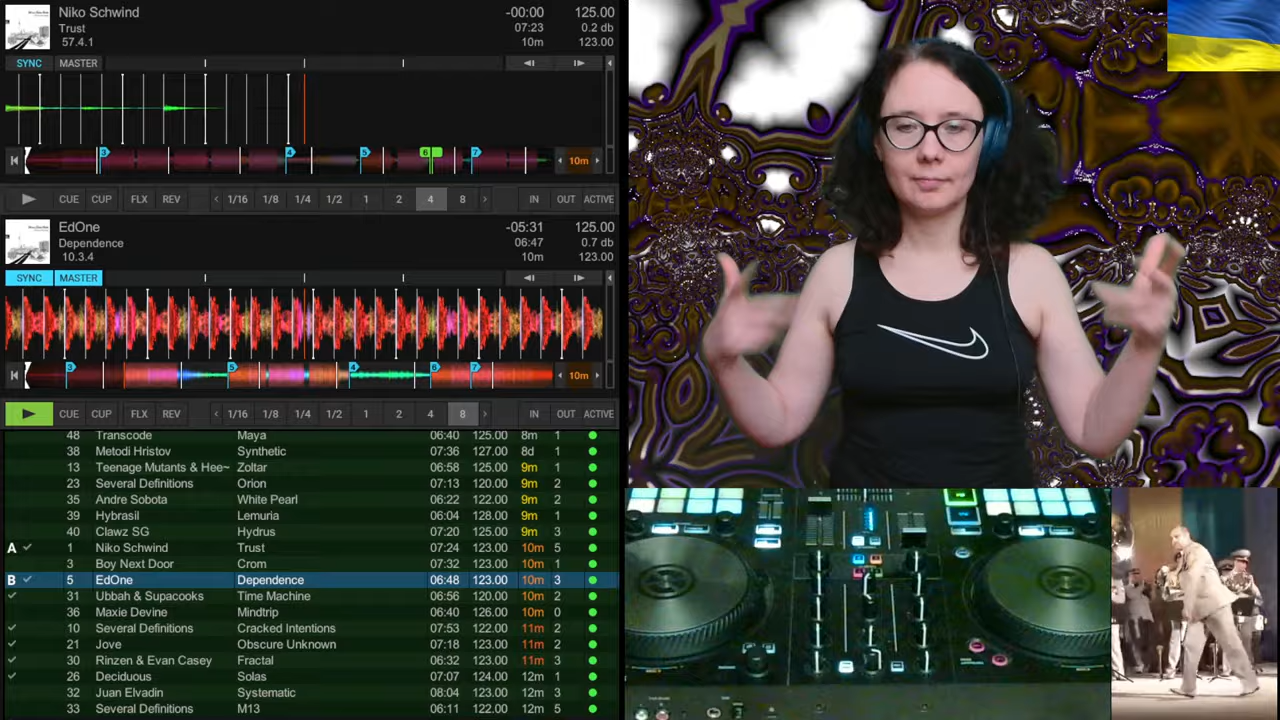 Niko Schwind -00:00 125.00
Trust 07:23 0.2 db
57.4.1 10m 123.00
SYNC MASTER
3 4 5 6 7 10m
CUE CUP FLX REV 1/16 1/8 1/4 1/2 1 2 4 8 IN OUT ACTIVE
EdOne -05:31 125.00
Dependence 06:47 0.7 db
10.3.4 10m 123.00
SYNC MASTER
3 5 4 6 7 10m
CUE CUP FLX REV 1/16 1/8 1/4 1/2 1 2 4 8 IN OUT ACTIVE
48 Transcode Maya 06:40 125.00 8m 1
38 Metodi Hristov Synthetic 07:36 127.00 8d 1
13 Teenage Mutants & Hee~ Zoltar 06:58 125.00 9m 1
23 Several Definitions Orion 07:13 120.00 9m 2
35 Andre Sobota White Pearl 06:22 122.00 9m 2
39 Hybrasil Lemuria 06:04 128.00 9m 1
40 Clawz SG Hydrus 07:20 125.00 9m 3
A 1 Niko Schwind Trust 07:24 123.00 10m 5
3 Boy Next Door Crom 07:32 123.00 10m 1
B 5 EdOne Dependence 06:48 123.00 10m 3
31 Ubbah & Supacooks Time Machine 06:56 120.00 10m 2
36 Maxie Devine Mindtrip 06:40 126.00 10m 0
10 Several Definitions Cracked Intentions 07:53 122.00 11m 2
21 Jove Obscure Unknown 07:18 123.00 11m 2
30 Rinzen & Evan Casey Fractal 06:32 123.00 11m 3
26 Deciduous Solas 07:07 124.00 12m 1
32 Juan Elvadin Systematic 08:04 123.00 12m 3
33 Several Definitions M13 06:11 122.00 12m 5